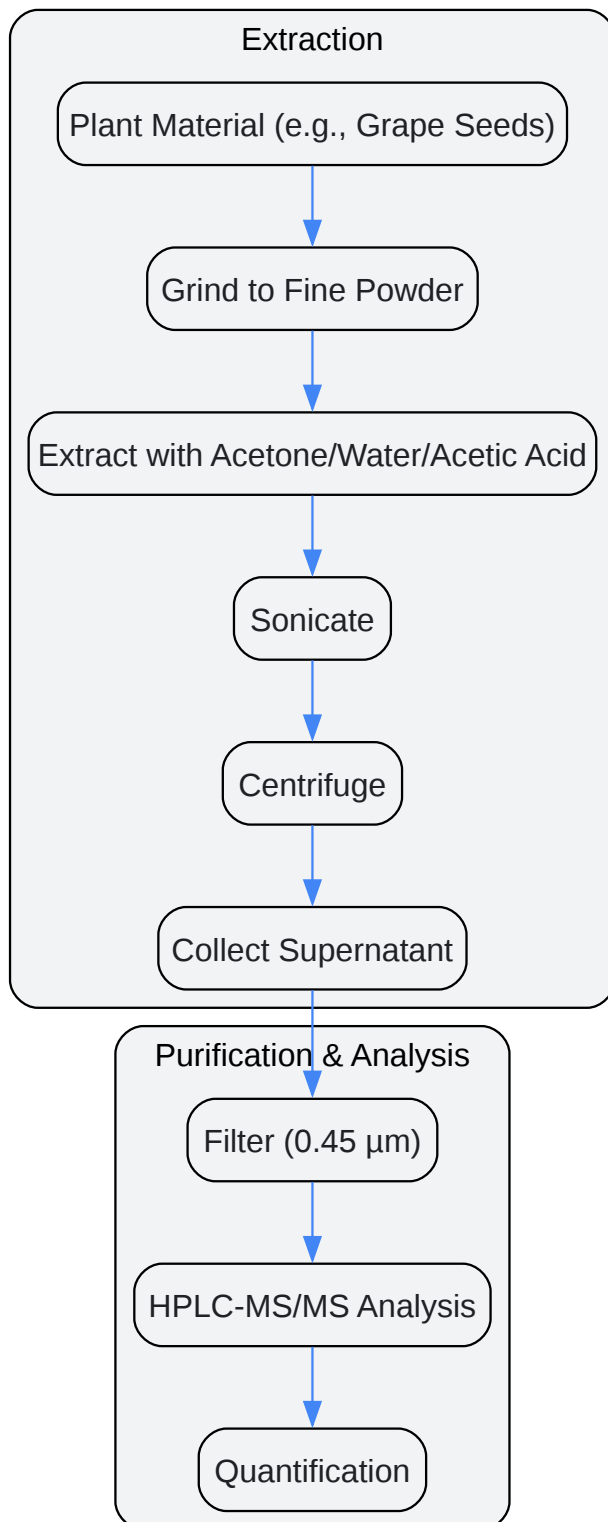 Extraction
Plant Material (e.g., Grape Seeds)
Grind to Fine Powder
Extract with Acetone/Water/Acetic Acid
Sonicate
Centrifuge
Collect Supernatant
Purification & Analysis
Filter (0.45 µm)
HPLC-MS/MS Analysis
Quantification